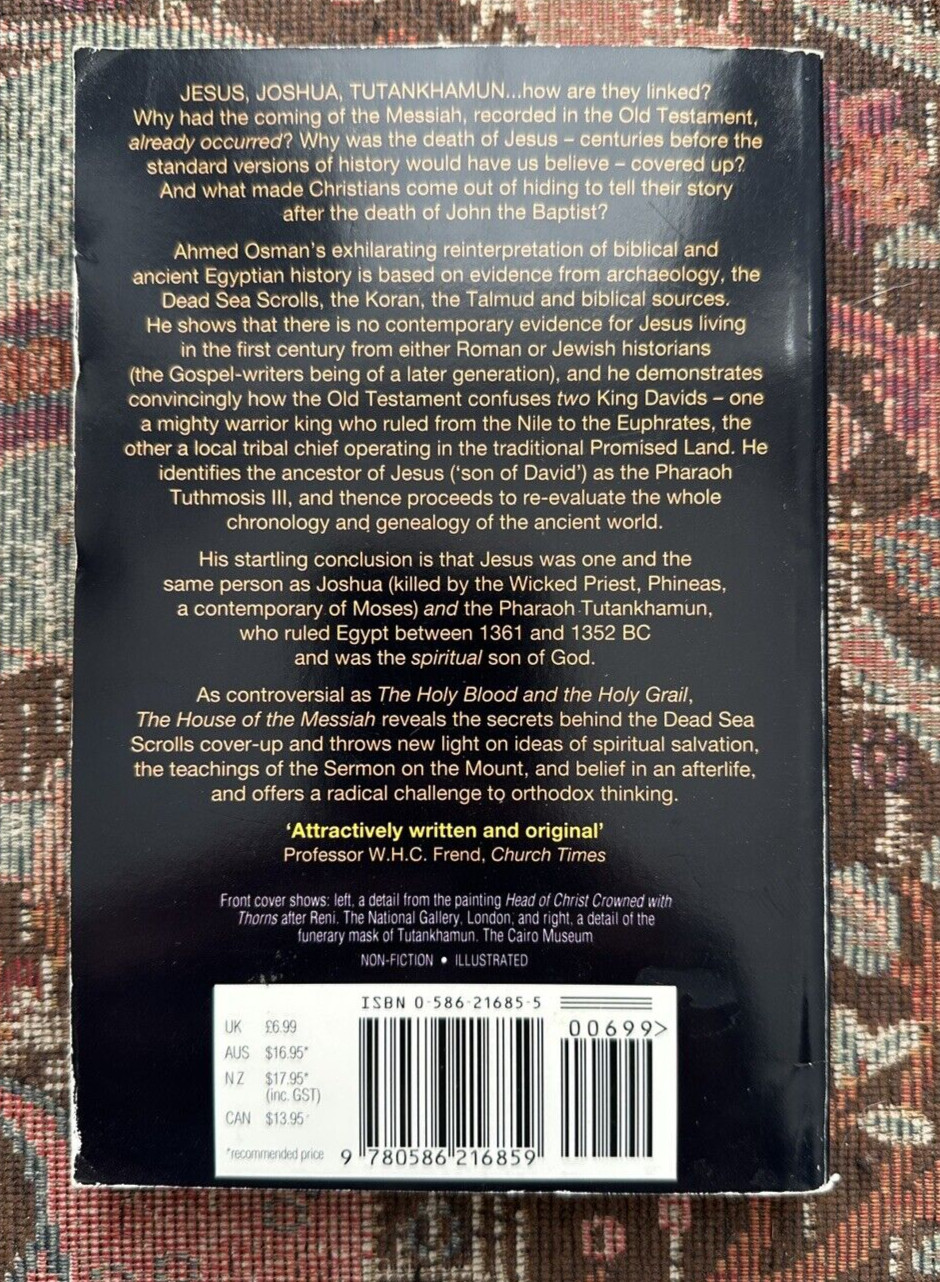 JESUS, JOSHUA, TUTANKHAMUN...how are they linked?
Why had the coming of the Messiah, recorded in the Old Testament,
already occurred? Why was the death of Jesus – centuries before the
standard versions of history would have us believe – covered up?
And what made Christians come out of hiding to tell their story
after the death of John the Baptist?
Ahmed Osman's exhilarating reinterpretation of biblical and
ancient Egyptian history is based on evidence from archaeology, the
Dead Sea Scrolls, the Koran, the Talmud and biblical sources.
He shows that there is no contemporary evidence for Jesus living
in the first century from either Roman or Jewish historians
(the Gospel-writers being of a later generation), and he demonstrates
convincingly how the Old Testament confuses two King Davids – one
a mighty warrior king who ruled from the Nile to the Euphrates, the
other a local tribal chief operating in the traditional Promised Land. He
identifies the ancestor of Jesus ('son of David') as the Pharaoh
Tuthmosis III, and thence proceeds to re-evaluate the whole
chronology and genealogy of the ancient world.
His startling conclusion is that Jesus was one and the
same person as Joshua (killed by the Wicked Priest, Phineas,
a contemporary of Moses) and the Pharaoh Tutankhamun,
who ruled Egypt between 1361 and 1352 BC
and was the spiritual son of God.
As controversial as The Holy Blood and the Holy Grail,
The House of the Messiah reveals the secrets behind the Dead Sea
Scrolls cover-up and throws new light on ideas of spiritual salvation,
the teachings of the Sermon on the Mount, and belief in an afterlife,
and offers a radical challenge to orthodox thinking.
'Attractively written and original'
Professor W.H.C. Frend, Church Times
Front cover shows: left, a detail from the painting Head of Christ Crowned with
Thorns after Reni, The National Gallery, London, and right, a detail of the
funerary mask of Tutankhamun. The Cairo Museum
NON-FICTION • ILLUSTRATED
ISBN 0-586-21685-5
UK £6.99
AUS $16.95*
NZ $17.95*
(inc. GST)
CAN $13.95*
*recommended price
00699>
9 780586 216859